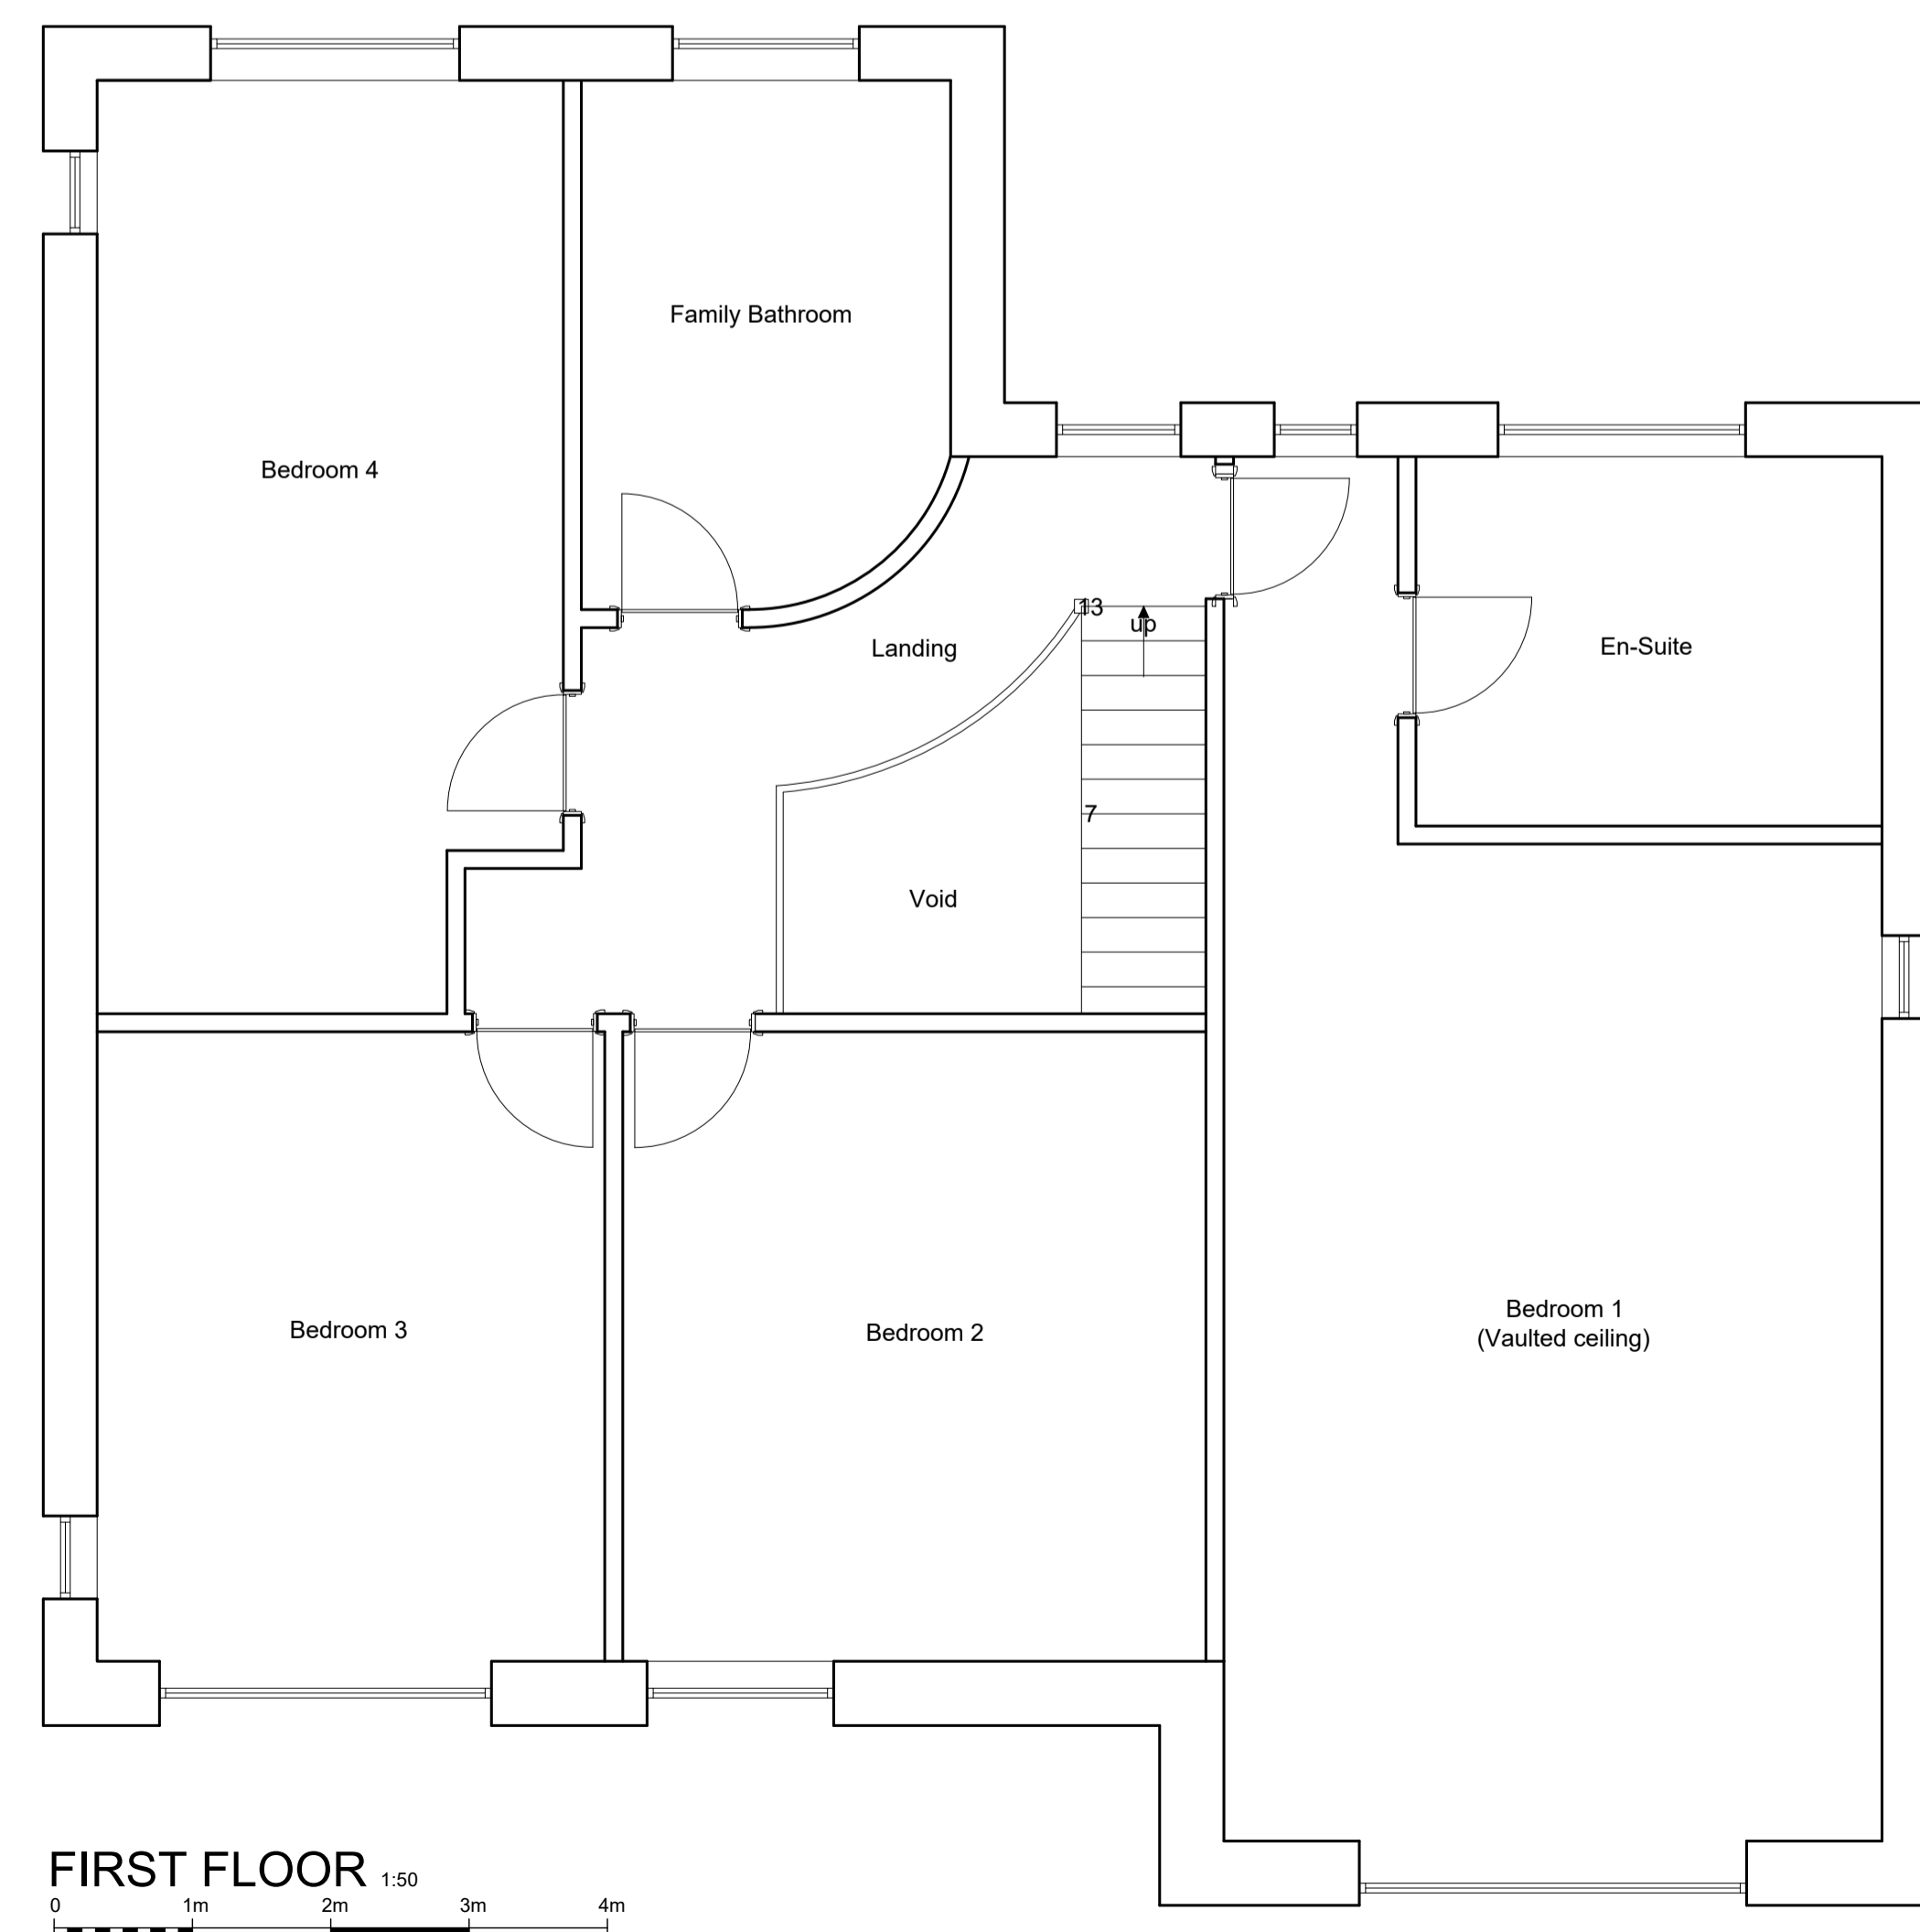 Family Bathroom
Bedroom 4
13
up
Landing
En-Suite
7
Void
Bedroom 1
(Vaulted ceiling)
Bedroom 3
Bedroom 2
FIRST FLOOR 1:50
0 1m 2m 3m 4m